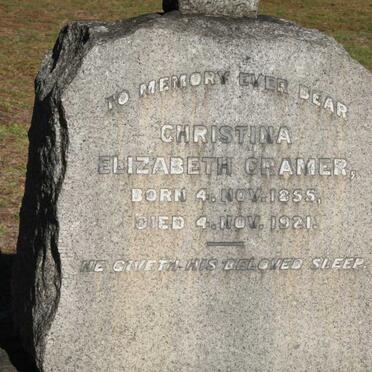 TO MEMORY EVER DEAR
CHRISTINA
ELIZABETH CRAMER,
BORN 4. NOV. 1855,
DIED 4. NOV. 1921.
HE GIVETH HIS BELOVED SLEEP.